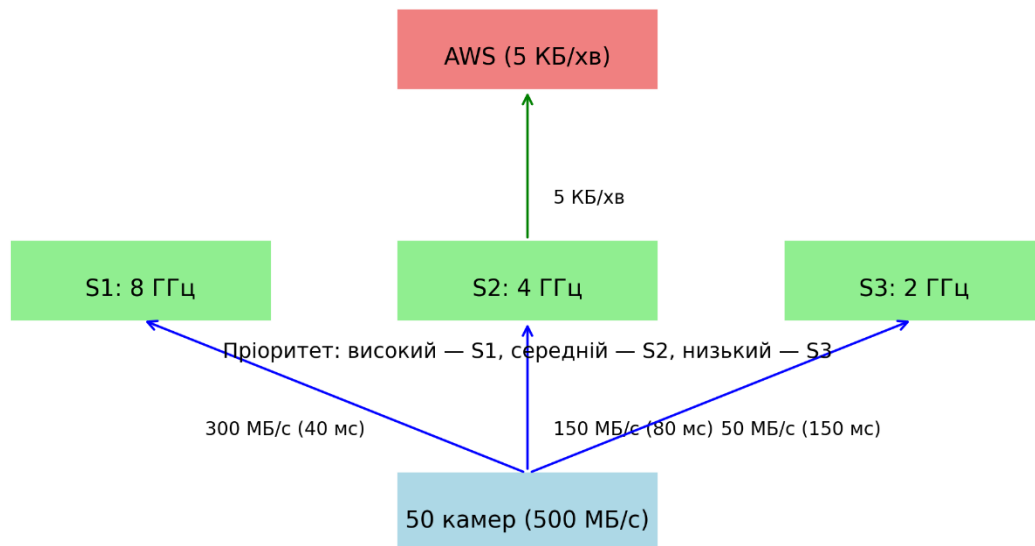 AWS (5 КБ/хв)
5 КБ/хв
S1: 8 ГГц
S2: 4 ГГц
S3: 2 ГГц
Пріоритет: високий — S1, середній — S2, низький — S3
300 МБ/с (40 мс)
150 МБ/с (80 мс)
50 МБ/с (150 мс)
50 камер (500 МБ/с)